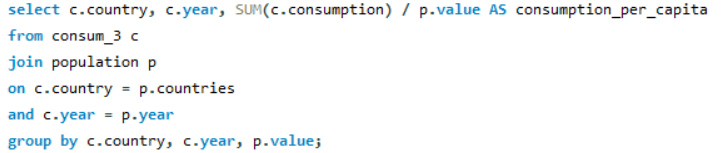 select c.country, c.year, SUM(c.consumption) / p.value AS consumption_per_capita
from consum_3 c
join population p
on c.country = p.countries
and c.year = p.year
group by c.country, c.year, p.value;